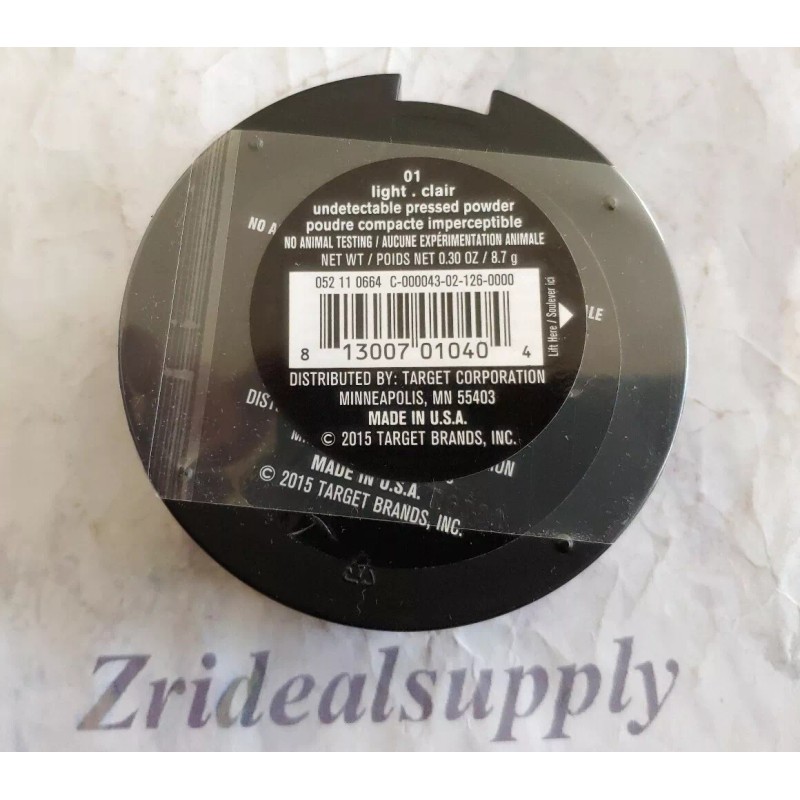 01
light . clair
undetectable pressed powder
poudre compacte imperceptible
NO ANIMAL TESTING / AUCUNE EXPÉRIMENTATION ANIMALE
NET WT / POIDS NET 0.30 OZ / 8.7 g
052 11 0664 C-000043-02-126-0000
8 13007 01040 4
Lift Here / Soulever ici
DISTRIBUTED BY: TARGET CORPORATION
MINNEAPOLIS, MN 55403
MADE IN U.S.A.
© 2015 TARGET BRANDS, INC.
MADE IN U.S.A.
© 2015 TARGET BRANDS, INC.
Zridealsupply